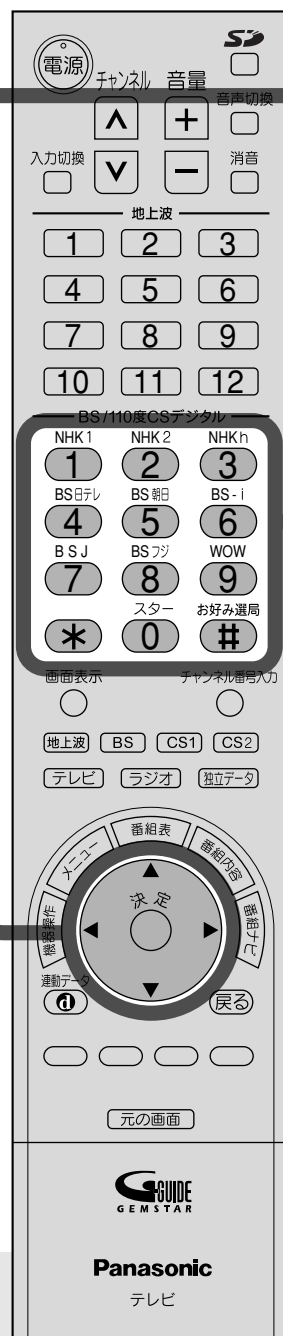 電源
SD
チャンネル 音量
音声切換
∧ +
入力切換
消音
∨ −
地上波
1 2 3
4 5 6
7 8 9
10 11 12
BS/110度CSデジタル
NHK1 NHK2 NHKh
1 2 3
BS日テレ BS朝日 BS-i
4 5 6
BSJ BSフジ WOW
7 8 9
スター お好み選局
* 0 #
画面表示 チャンネル番号入力
地上波 BS CS1 CS2
テレビ ラジオ 独立データ
番組表
メニュー 番組内容
機器操作 番組ナビ
決定
連動データ
d 戻る
元の画面
G-GUIDE
GEMSTAR
Panasonic
テレビ